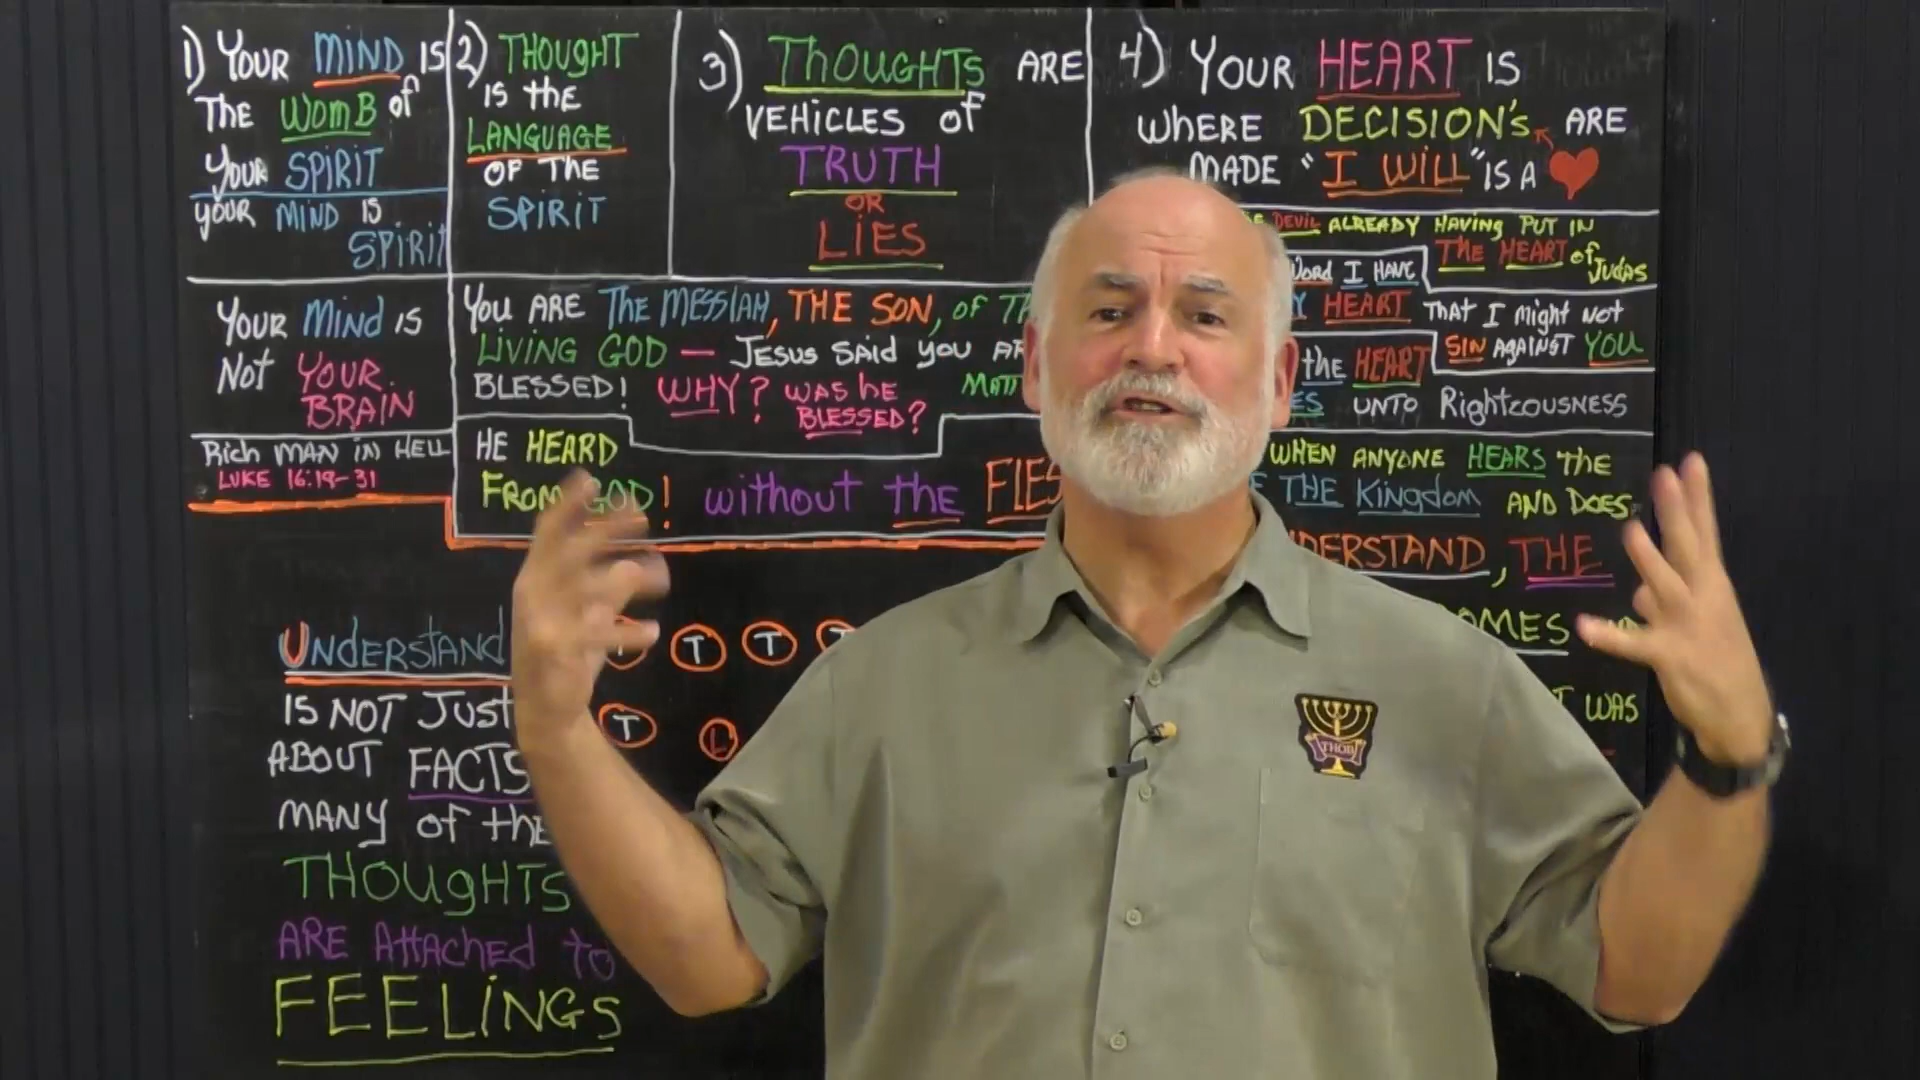 1) YOUR MIND IS
THE WOMB of
YOUR SPIRIT
YOUR MIND IS
SPIRIT
2) THOUGHT
IS the
LANGUAGE
OF THE
SPIRIT
3) THOUGHTS ARE
VEHICLES of
TRUTH
OR
LIES
4) YOUR HEART IS
WHERE DECISION'S ARE
MADE "I WILL" IS A
DEVIL ALREADY HAVING PUT IN
THE HEART of
JUDAS
WORD I HAVE
HEART THAT I might Not
SIN AGAINST YOU
the HEART
UNTO Righteousness
WHEN ANYONE HEARS THE
THE Kingdom AND DOES
THE
WAS
YOUR MIND IS
Not YOUR
BRAIN
Rich MAN IN HELL
LUKE 16:19-31
YOU ARE THE MESSIAH, THE SON, OF
LIVING GOD — JESUS SAID YOU
BLESSED! WHY? WAS HE
BLESSED?
HE HEARD
FROM GOD! without the
UNDERSTAND
IS NOT JUST
ABOUT FACTS
MANY of the
THOUGHTS
ARE Attached to
FEELINGS
T T
T L
THOB